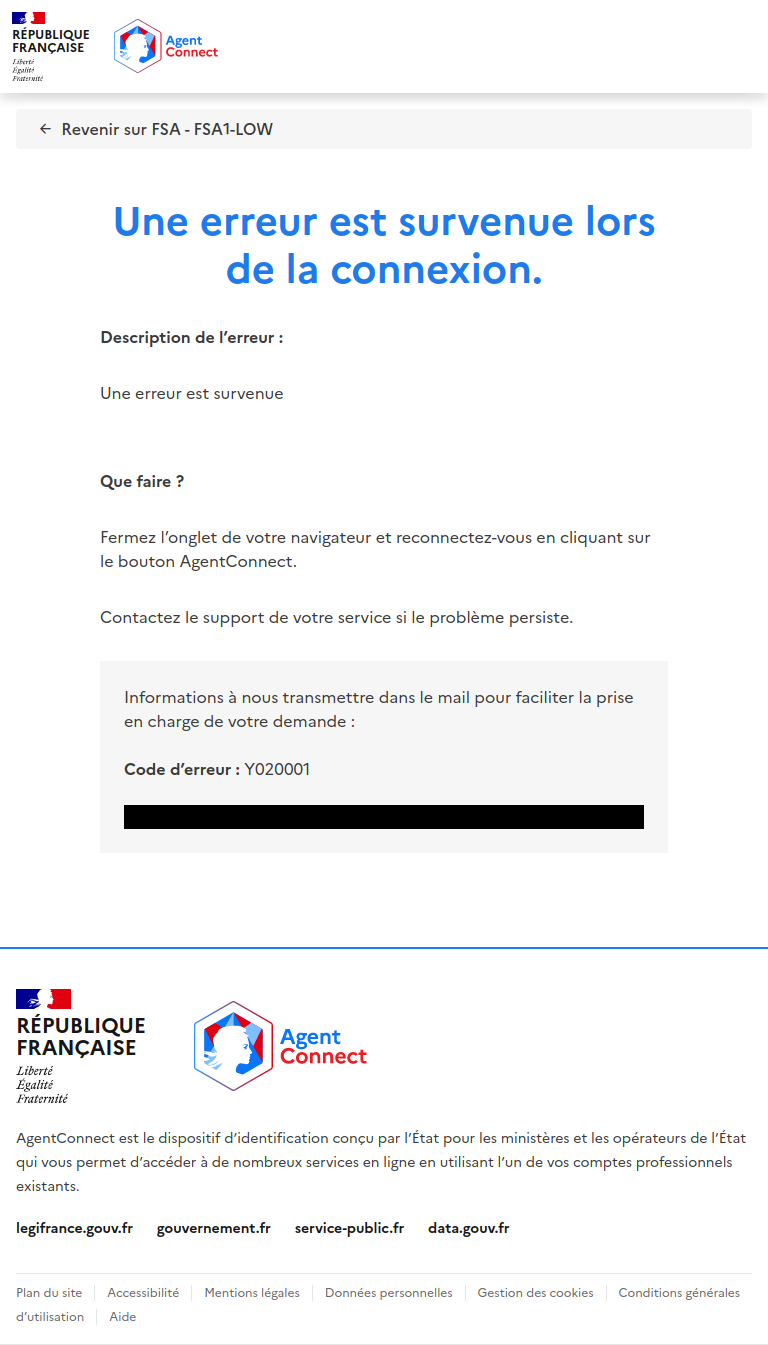 RÉPUBLIQUE
FRANÇAISE
Liberté
Égalité
Fraternité
Agent
Connect
← Revenir sur FSA - FSA1-LOW
Une erreur est survenue lors
de la connexion.
Description de l’erreur :
Une erreur est survenue
Que faire ?
Fermez l’onglet de votre navigateur et reconnectez-vous en cliquant sur
le bouton AgentConnect.
Contactez le support de votre service si le problème persiste.
Informations à nous transmettre dans le mail pour faciliter la prise
en charge de votre demande :
Code d’erreur : Y020001
RÉPUBLIQUE
FRANÇAISE
Liberté
Égalité
Fraternité
Agent
Connect
AgentConnect est le dispositif d’identification conçu par l’État pour les ministères et les opérateurs de l’État
qui vous permet d’accéder à de nombreux services en ligne en utilisant l’un de vos comptes professionnels
existants.
legifrance.gouv.fr gouvernement.fr service-public.fr data.gouv.fr
Plan du site Accessibilité Mentions légales Données personnelles Gestion des cookies Conditions générales
d’utilisation Aide